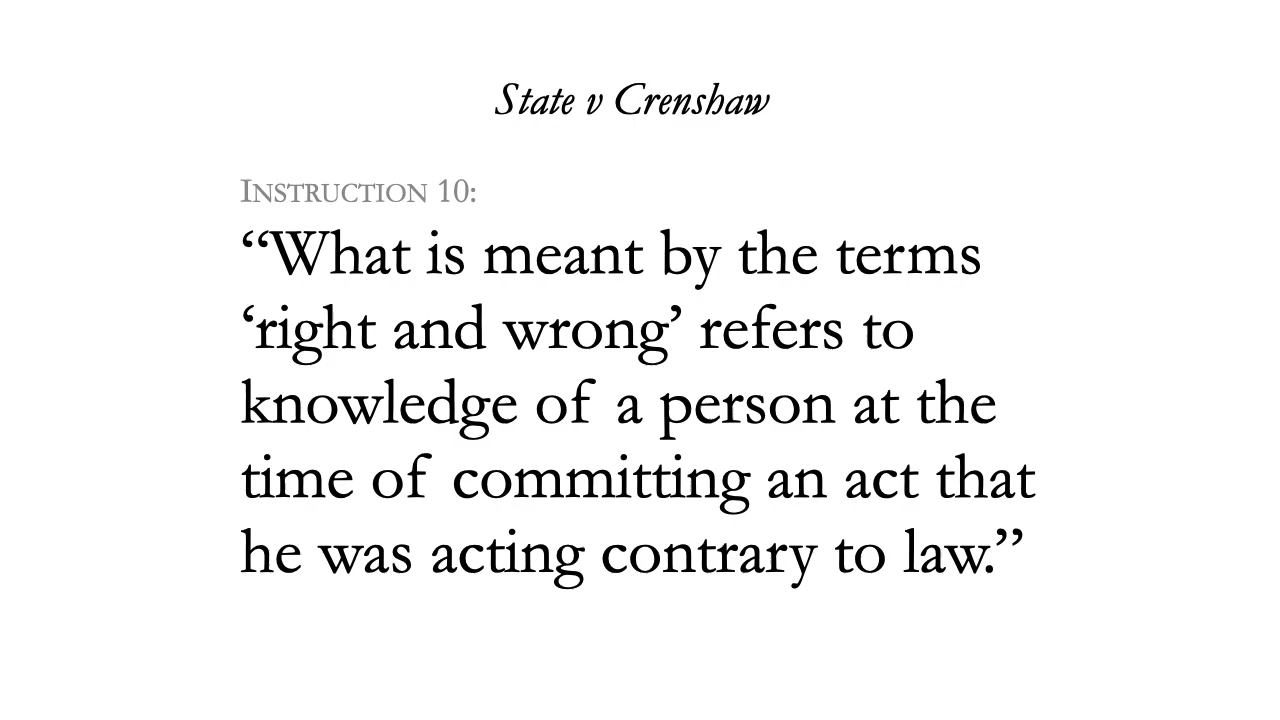 State v Crenshaw
Instruction 10:
“What is meant by the terms
‘right and wrong’ refers to
knowledge of a person at the
time of committing an act that
he was acting contrary to law.”